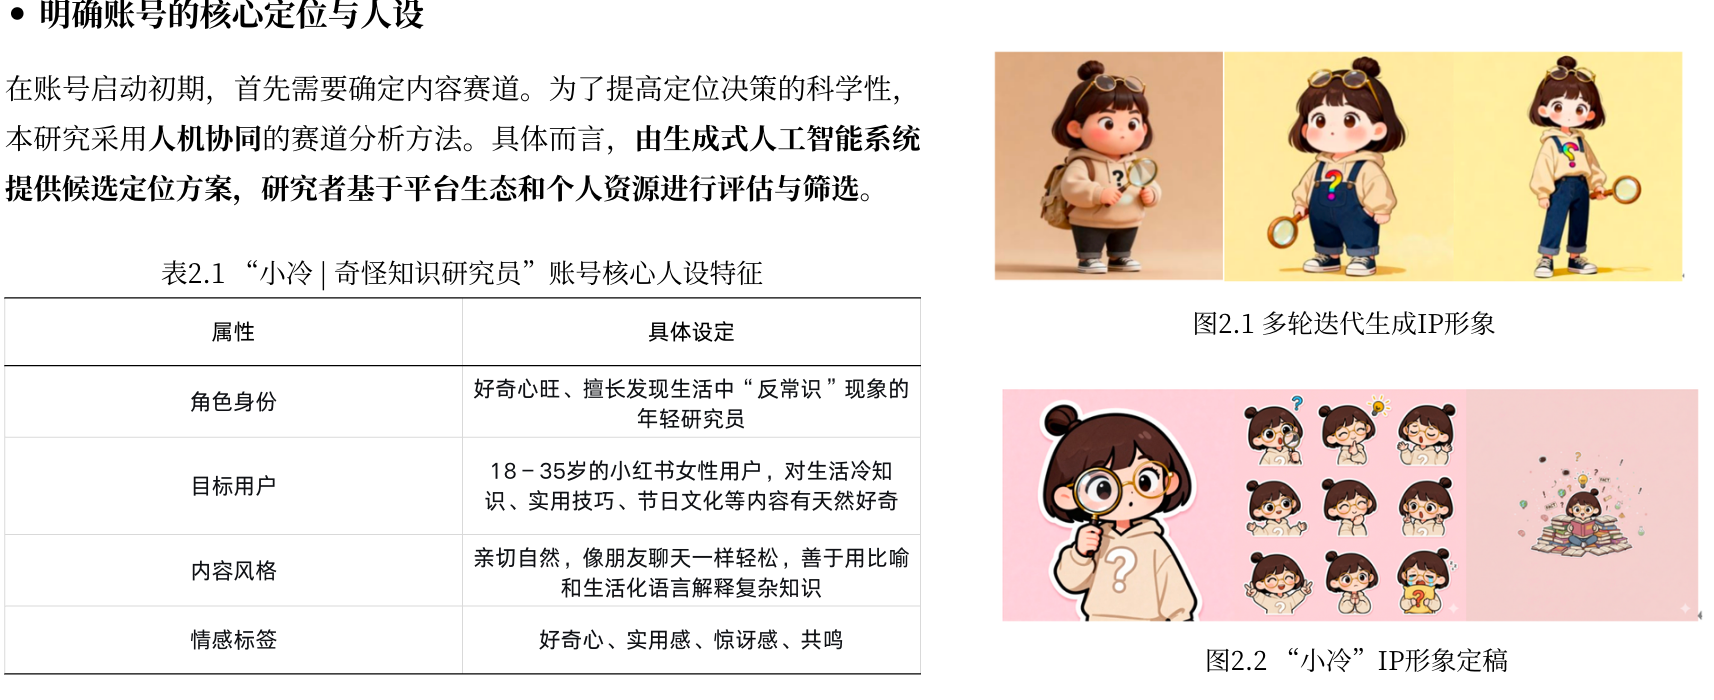 • 明确账号的核心定位与人设
在账号启动初期，首先需要确定内容赛道。为了提高定位决策的科学性，
本研究采用人机协同的赛道分析方法。具体而言，由生成式人工智能系统
提供候选定位方案，研究者基于平台生态和个人资源进行评估与筛选。
表2.1 “小冷 | 奇怪知识研究员”账号核心人设特征
属性 具体设定
角色身份 好奇心旺、擅长发现生活中“反常识”现象的
年轻研究员
目标用户 18－35岁的小红书女性用户，对生活冷知
识、实用技巧、节日文化等内容有天然好奇
内容风格 亲切自然，像朋友聊天一样轻松，善于用比喻
和生活化语言解释复杂知识
情感标签 好奇心、实用感、惊讶感、共鸣
?
?
?
图2.1 多轮迭代生成IP形象
?
?
?
图2.2 “小冷”IP形象定稿